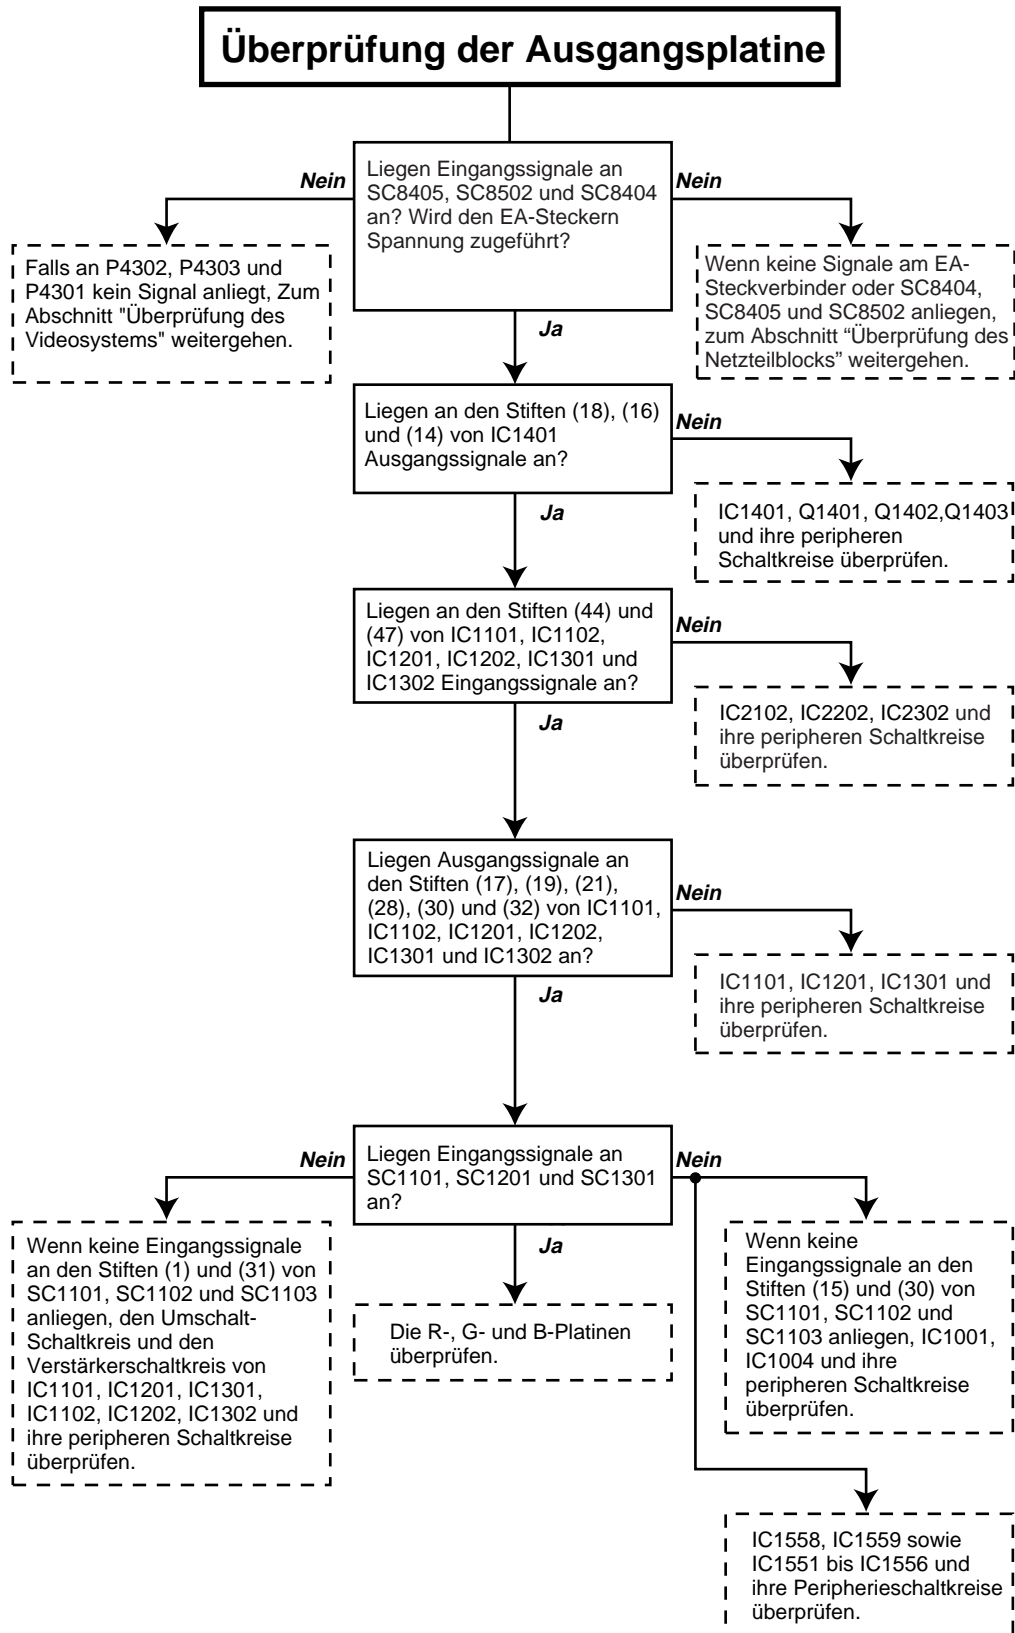 Überprüfung der Ausgangsplatine
Liegen Eingangssignale an
SC8405, SC8502 und SC8404
an? Wird den EA-Steckern
Spannung zugeführt?
Nein
Nein
Falls an P4302, P4303 und
P4301 kein Signal anliegt, Zum
Abschnitt "Überprüfung des
Videosystems" weitergehen.
Wenn keine Signale am EA-
Steckverbinder oder SC8404,
SC8405 und SC8502 anliegen,
zum Abschnitt “Überprüfung des
Netzteilblocks” weitergehen.
Ja
Liegen an den Stiften (18), (16)
und (14) von IC1401
Ausgangssignale an?
Nein
IC1401, Q1401, Q1402,Q1403
und ihre peripheren
Schaltkreise überprüfen.
Ja
Liegen an den Stiften (44) und
(47) von IC1101, IC1102,
IC1201, IC1202, IC1301 und
IC1302 Eingangssignale an?
Nein
IC2102, IC2202, IC2302 und
ihre peripheren Schaltkreise
überprüfen.
Ja
Liegen Ausgangssignale an
den Stiften (17), (19), (21),
(28), (30) und (32) von IC1101,
IC1102, IC1201, IC1202,
IC1301 und IC1302 an?
Nein
IC1101, IC1201, IC1301 und
ihre peripheren Schaltkreise
überprüfen.
Ja
Liegen Eingangssignale an
SC1101, SC1201 und SC1301
an?
Nein
Nein
Wenn keine Eingangssignale
an den Stiften (1) und (31) von
SC1101, SC1102 und SC1103
anliegen, den Umschalt-
Schaltkreis und den
Verstärkerschaltkreis von
IC1101, IC1201, IC1301,
IC1102, IC1202, IC1302 und
ihre peripheren Schaltkreise
überprüfen.
Ja
Die R-, G- und B-Platinen
überprüfen.
Wenn keine
Eingangssignale an den
Stiften (15) und (30) von
SC1101, SC1102 und
SC1103 anliegen, IC1001,
IC1004 und ihre
peripheren Schaltkreise
überprüfen.
IC1558, IC1559 sowie
IC1551 bis IC1556 und
ihre Peripherieschaltkreise
überprüfen.